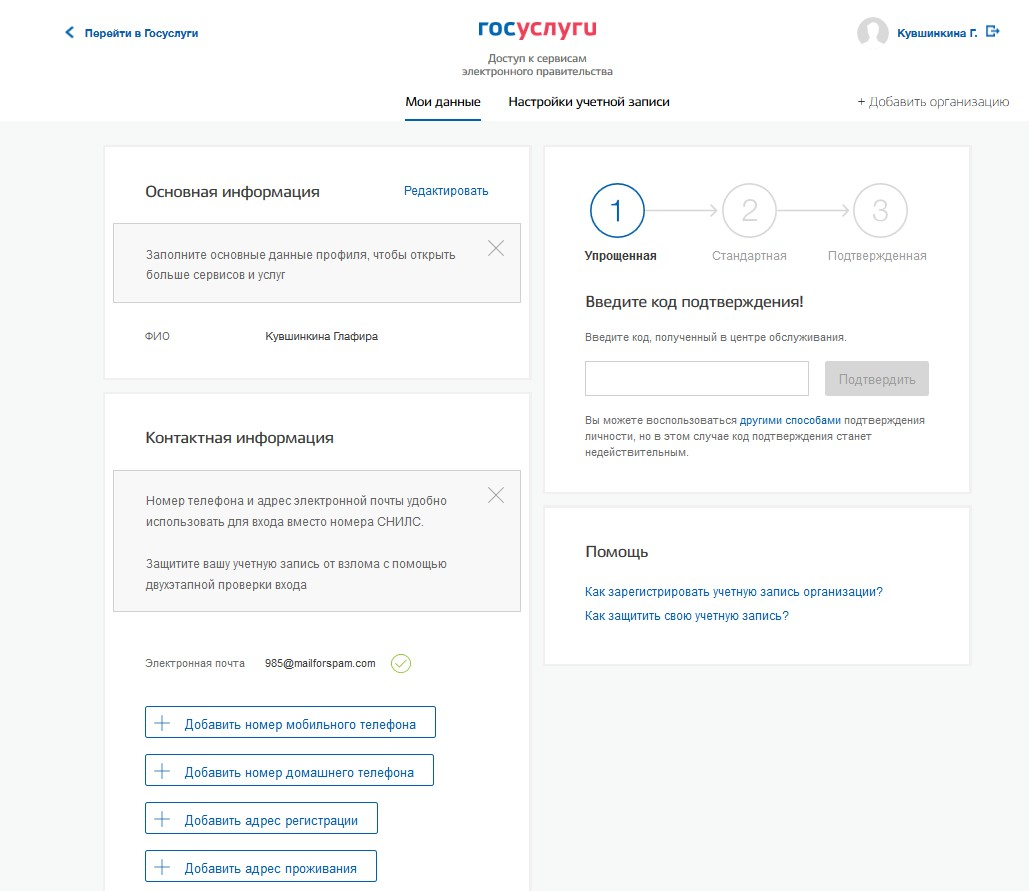 Перейти в Госуслуги
госуслуги
Доступ к сервисам
электронного правительства
Кувшинкина Г.
Мои данные
Настройки учетной записи
+ Добавить организацию
Основная информация
Редактировать
Заполните основные данные профиля, чтобы открыть
больше сервисов и услуг
ФИО
Кувшинкина Глафира
Контактная информация
Номер телефона и адрес электронной почты удобно
использовать для входа вместо номера СНИЛС.
Защитите вашу учетную запись от взлома с помощью
двухэтапной проверки входа
Электронная почта
985@mailforspam.com
Добавить номер мобильного телефона
Добавить номер домашнего телефона
Добавить адрес регистрации
Добавить адрес проживания
1
2
3
Упрощенная
Стандартная
Подтвержденная
Введите код подтверждения!
Введите код, полученный в центре обслуживания.
Подтвердить
Вы можете воспользоваться другими способами подтверждения
личности, но в этом случае код подтверждения станет
недействительным.
Помощь
Как зарегистрировать учетную запись организации?
Как защитить свою учетную запись?